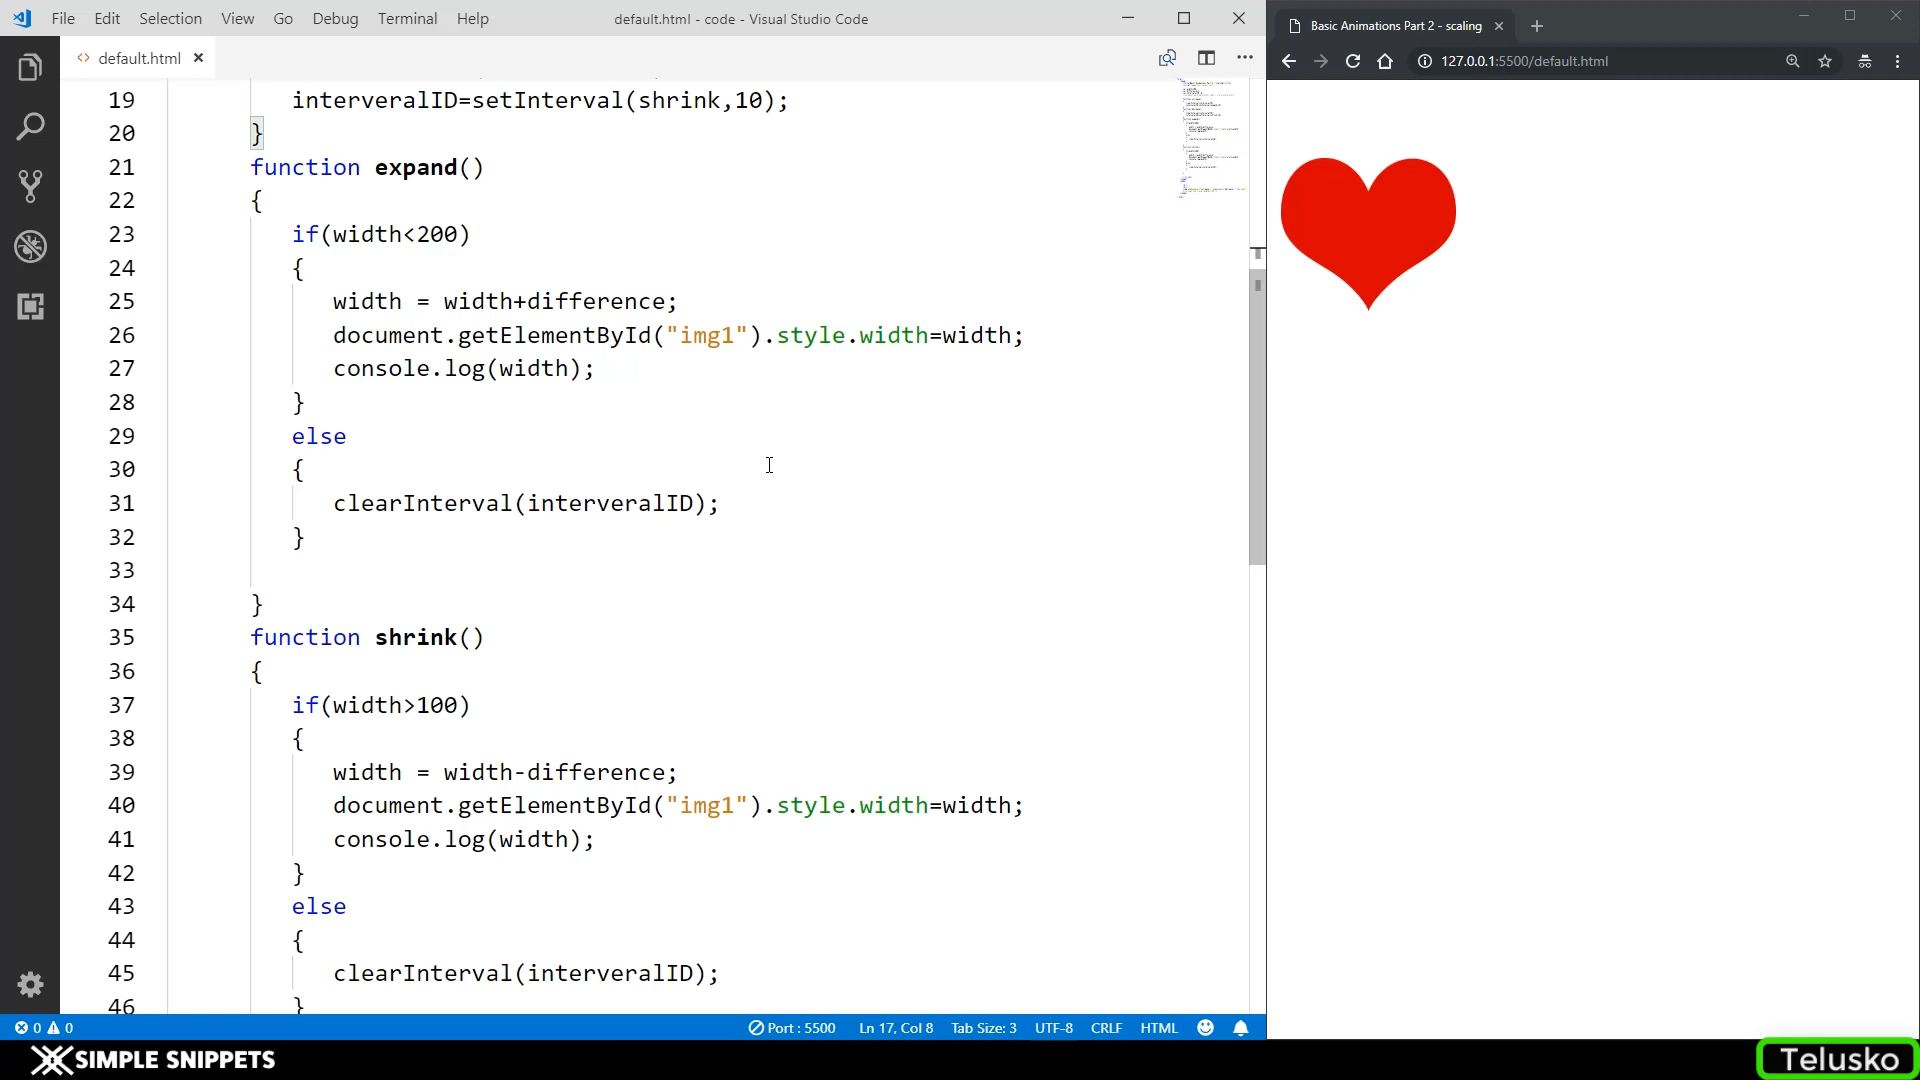 File Edit Selection View Go Debug Terminal Help default.html - code - Visual Studio Code
default.html
19 interveralID=setInterval(shrink,10);
20 }
21 function expand()
22 {
23 if(width<200)
24 {
25 width = width+difference;
26 document.getElementById("img1").style.width=width;
27 console.log(width);
28 }
29 else
30 {
31 clearInterval(interveralID);
32 }
33
34 }
35 function shrink()
36 {
37 if(width>100)
38 {
39 width = width-difference;
40 document.getElementById("img1").style.width=width;
41 console.log(width);
42 }
43 else
44 {
45 clearInterval(interveralID);
46 }
0 0 Port : 5500 Ln 17, Col 8 Tab Size: 3 UTF-8 CRLF HTML
Basic Animations Part 2 - scaling
127.0.0.1:5500/default.html
SIMPLE SNIPPETS
Telusko